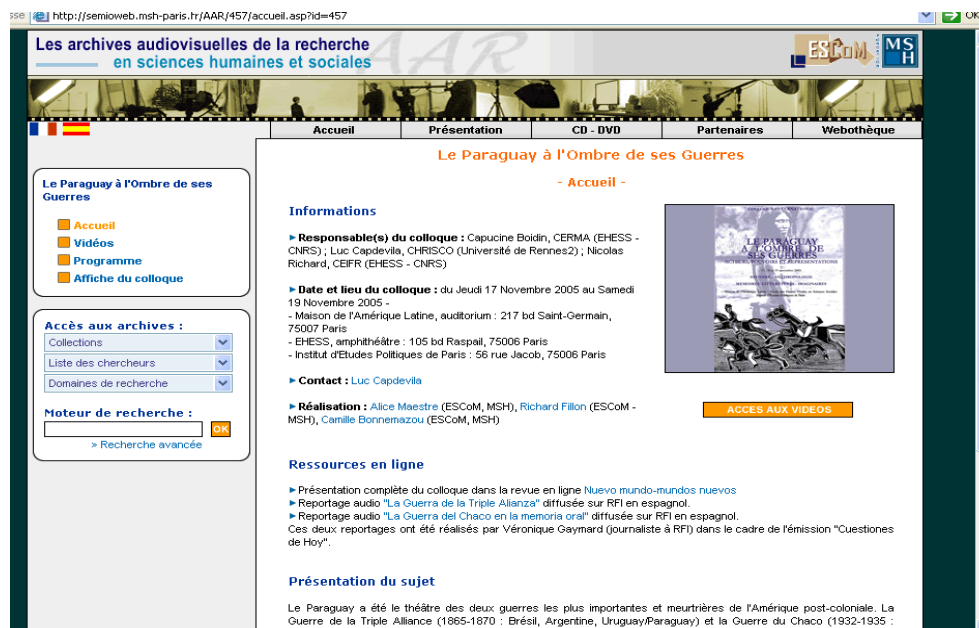 sse http://semioweb.msh-paris.fr/AAR/457/accueil.asp?id=457 OK
Les archives audiovisuelles de la recherche
en sciences humaines et sociales
AAR
ESCoM
MSH
Accueil Présentation CD - DVD Partenaires Webothèque
Le Paraguay à l'Ombre de ses Guerres
- Accueil -
Le Paraguay à l'Ombre de ses
Guerres
Accueil
Vidéos
Programme
Affiche du colloque
Accès aux archives :
Collections
Liste des chercheurs
Domaines de recherche
Moteur de recherche :
OK
» Recherche avancée
Informations
►Responsable(s) du colloque : Capucine Boidin, CERMA (EHESS -
CNRS) ; Luc Capdevila, CHRISCO (Université de Rennes2) ; Nicolas
Richard, CEIFR (EHESS - CNRS)
►Date et lieu du colloque : du Jeudi 17 Novembre 2005 au Samedi
19 Novembre 2005 -
- Maison de l'Amérique Latine, auditorium : 217 bd Saint-Germain,
75007 Paris
- EHESS, amphithéâtre : 105 bd Raspail, 75006 Paris
- Institut d'Etudes Politiques de Paris : 56 rue Jacob, 75006 Paris
►Contact : Luc Capdevila
►Réalisation : Alice Maestre (ESCoM, MSH), Richard Fillon (ESCoM -
MSH), Camille Bonnemazou (ESCoM, MSH)
LE PARAGUAY
A L'OMBRE DE
SES GUERRES
ACTEURS, POUVOIRS ET REPRESENTATIONS
ACCES AUX VIDEOS
Ressources en ligne
►Présentation complète du colloque dans la revue en ligne Nuevo mundo-mundos nuevos
►Reportage audio "La Guerra de la Triple Alianza" diffusée sur RFI en espagnol.
►Reportage audio "La Guerra del Chaco en la memoria oral" diffusée sur RFI en espagnol.
Ces deux reportages ont été réalisés par Véronique Gaymard (journaliste à RFI) dans le cadre de l'émission "Cuestiones
de Hoy".
Présentation du sujet
Le Paraguay a été le théâtre des deux guerres les plus importantes et meurtrières de l'Amérique post-coloniale. La
Guerre de la Triple Alliance (1865-1870 : Brésil, Argentine, Uruguay/Paraguay) et la Guerre du Chaco (1932-1935 :